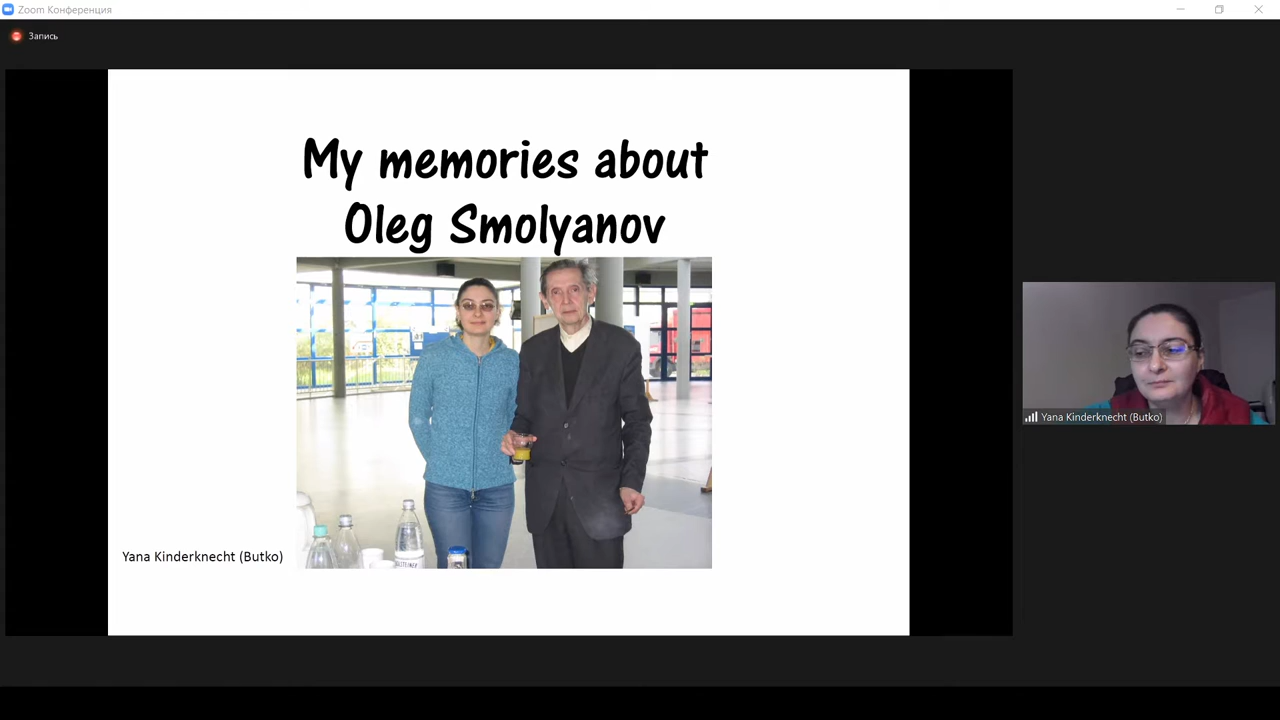 Zoom Конференция
Запись
My memories about
Oleg Smolyanov
Yana Kinderknecht (Butko)
Yana Kinderknecht (Butko)